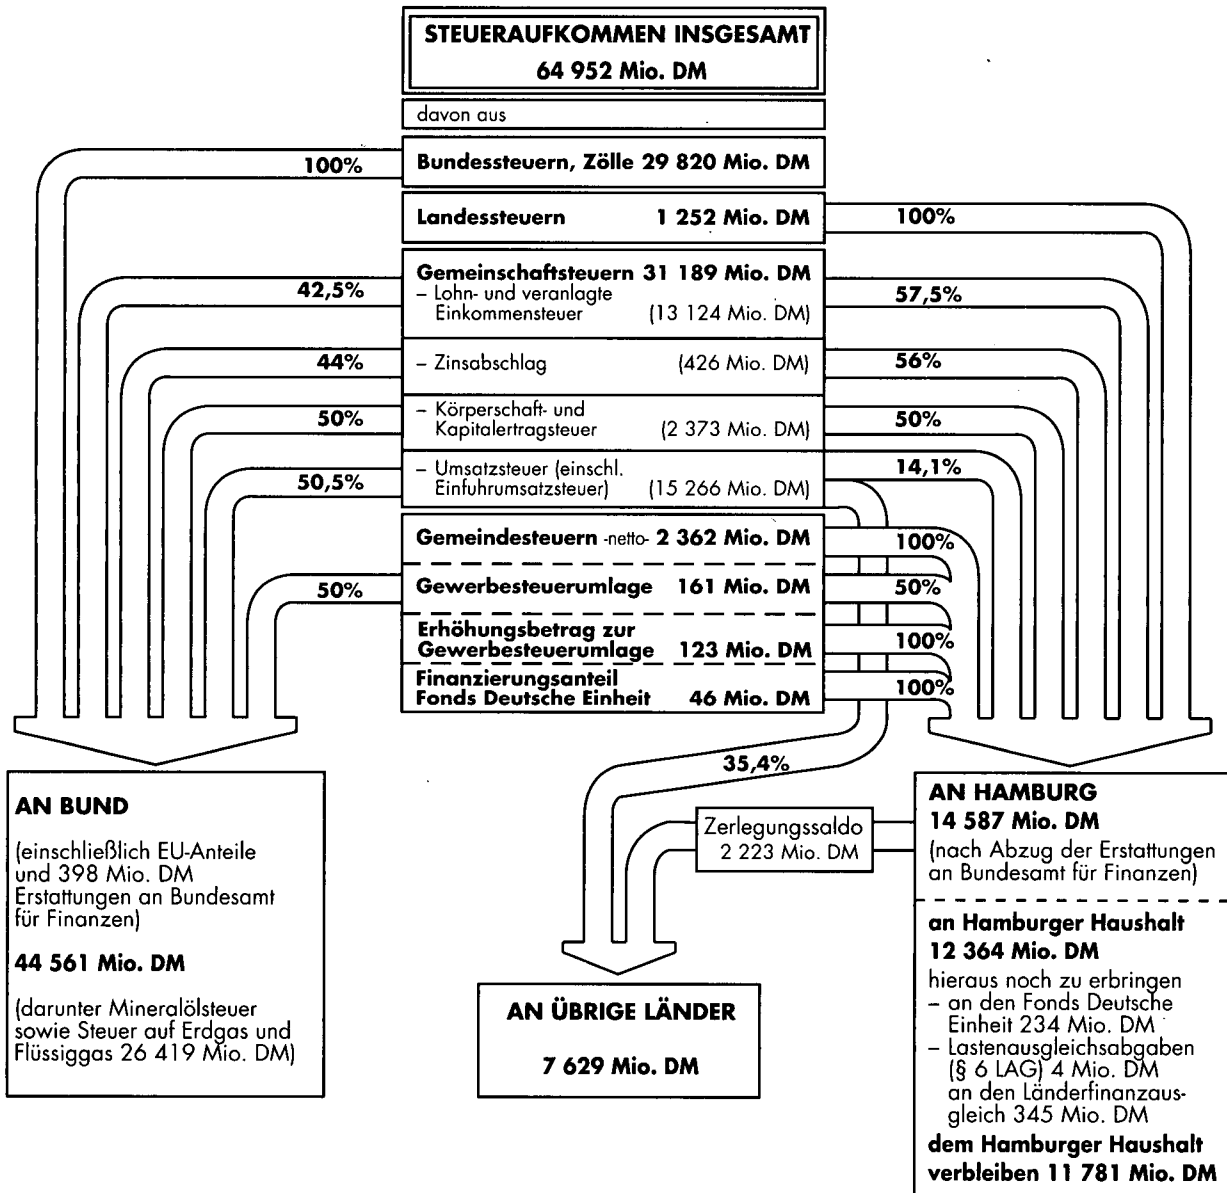 STEUERAUFKOMMEN INSGESAMT
64 952 Mio. DM
davon aus
100%
Bundessteuern, Zölle 29 820 Mio. DM
Landessteuern 1 252 Mio. DM
100%
Gemeinschaftsteuern 31 189 Mio. DM
42,5%
– Lohn- und veranlagte
Einkommensteuer (13 124 Mio. DM)
57,5%
44%
– Zinsabschlag (426 Mio. DM)
56%
50%
– Körperschaft- und
Kapitalertragsteuer (2 373 Mio. DM)
50%
50,5%
– Umsatzsteuer (einschl.
Einfuhrumsatzsteuer) (15 266 Mio. DM)
14,1%
Gemeindesteuern -netto- 2 362 Mio. DM
100%
50%
Gewerbesteuerumlage 161 Mio. DM
50%
Erhöhungsbetrag zur
Gewerbesteuerumlage 123 Mio. DM
100%
Finanzierungsanteil
Fonds Deutsche Einheit 46 Mio. DM
100%
35,4%
AN BUND
(einschließlich EU-Anteile
und 398 Mio. DM
Erstattungen an Bundesamt
für Finanzen)
44 561 Mio. DM
(darunter Mineralölsteuer
sowie Steuer auf Erdgas und
Flüssiggas 26 419 Mio. DM)
Zerlegungssaldo
2 223 Mio. DM
AN ÜBRIGE LÄNDER
7 629 Mio. DM
AN HAMBURG
14 587 Mio. DM
(nach Abzug der Erstattungen
an Bundesamt für Finanzen)
an Hamburger Haushalt
12 364 Mio. DM
hieraus noch zu erbringen
– an den Fonds Deutsche
Einheit 234 Mio. DM
– Lastenausgleichsabgaben
(§ 6 LAG) 4 Mio. DM
an den Länderfinanzaus-
gleich 345 Mio. DM
dem Hamburger Haushalt
verbleiben 11 781 Mio. DM